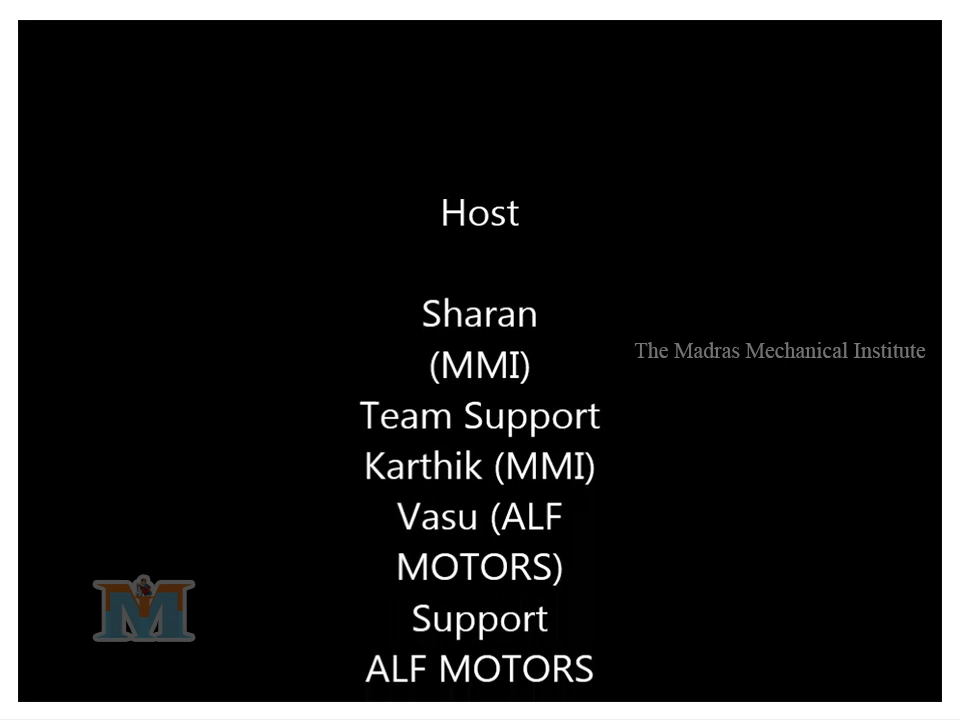 Host
Sharan
(MMI)
The Madras Mechanical Institute
Team Support
Karthik (MMI)
Vasu (ALF
MOTORS)
M
Support
ALF MOTORS